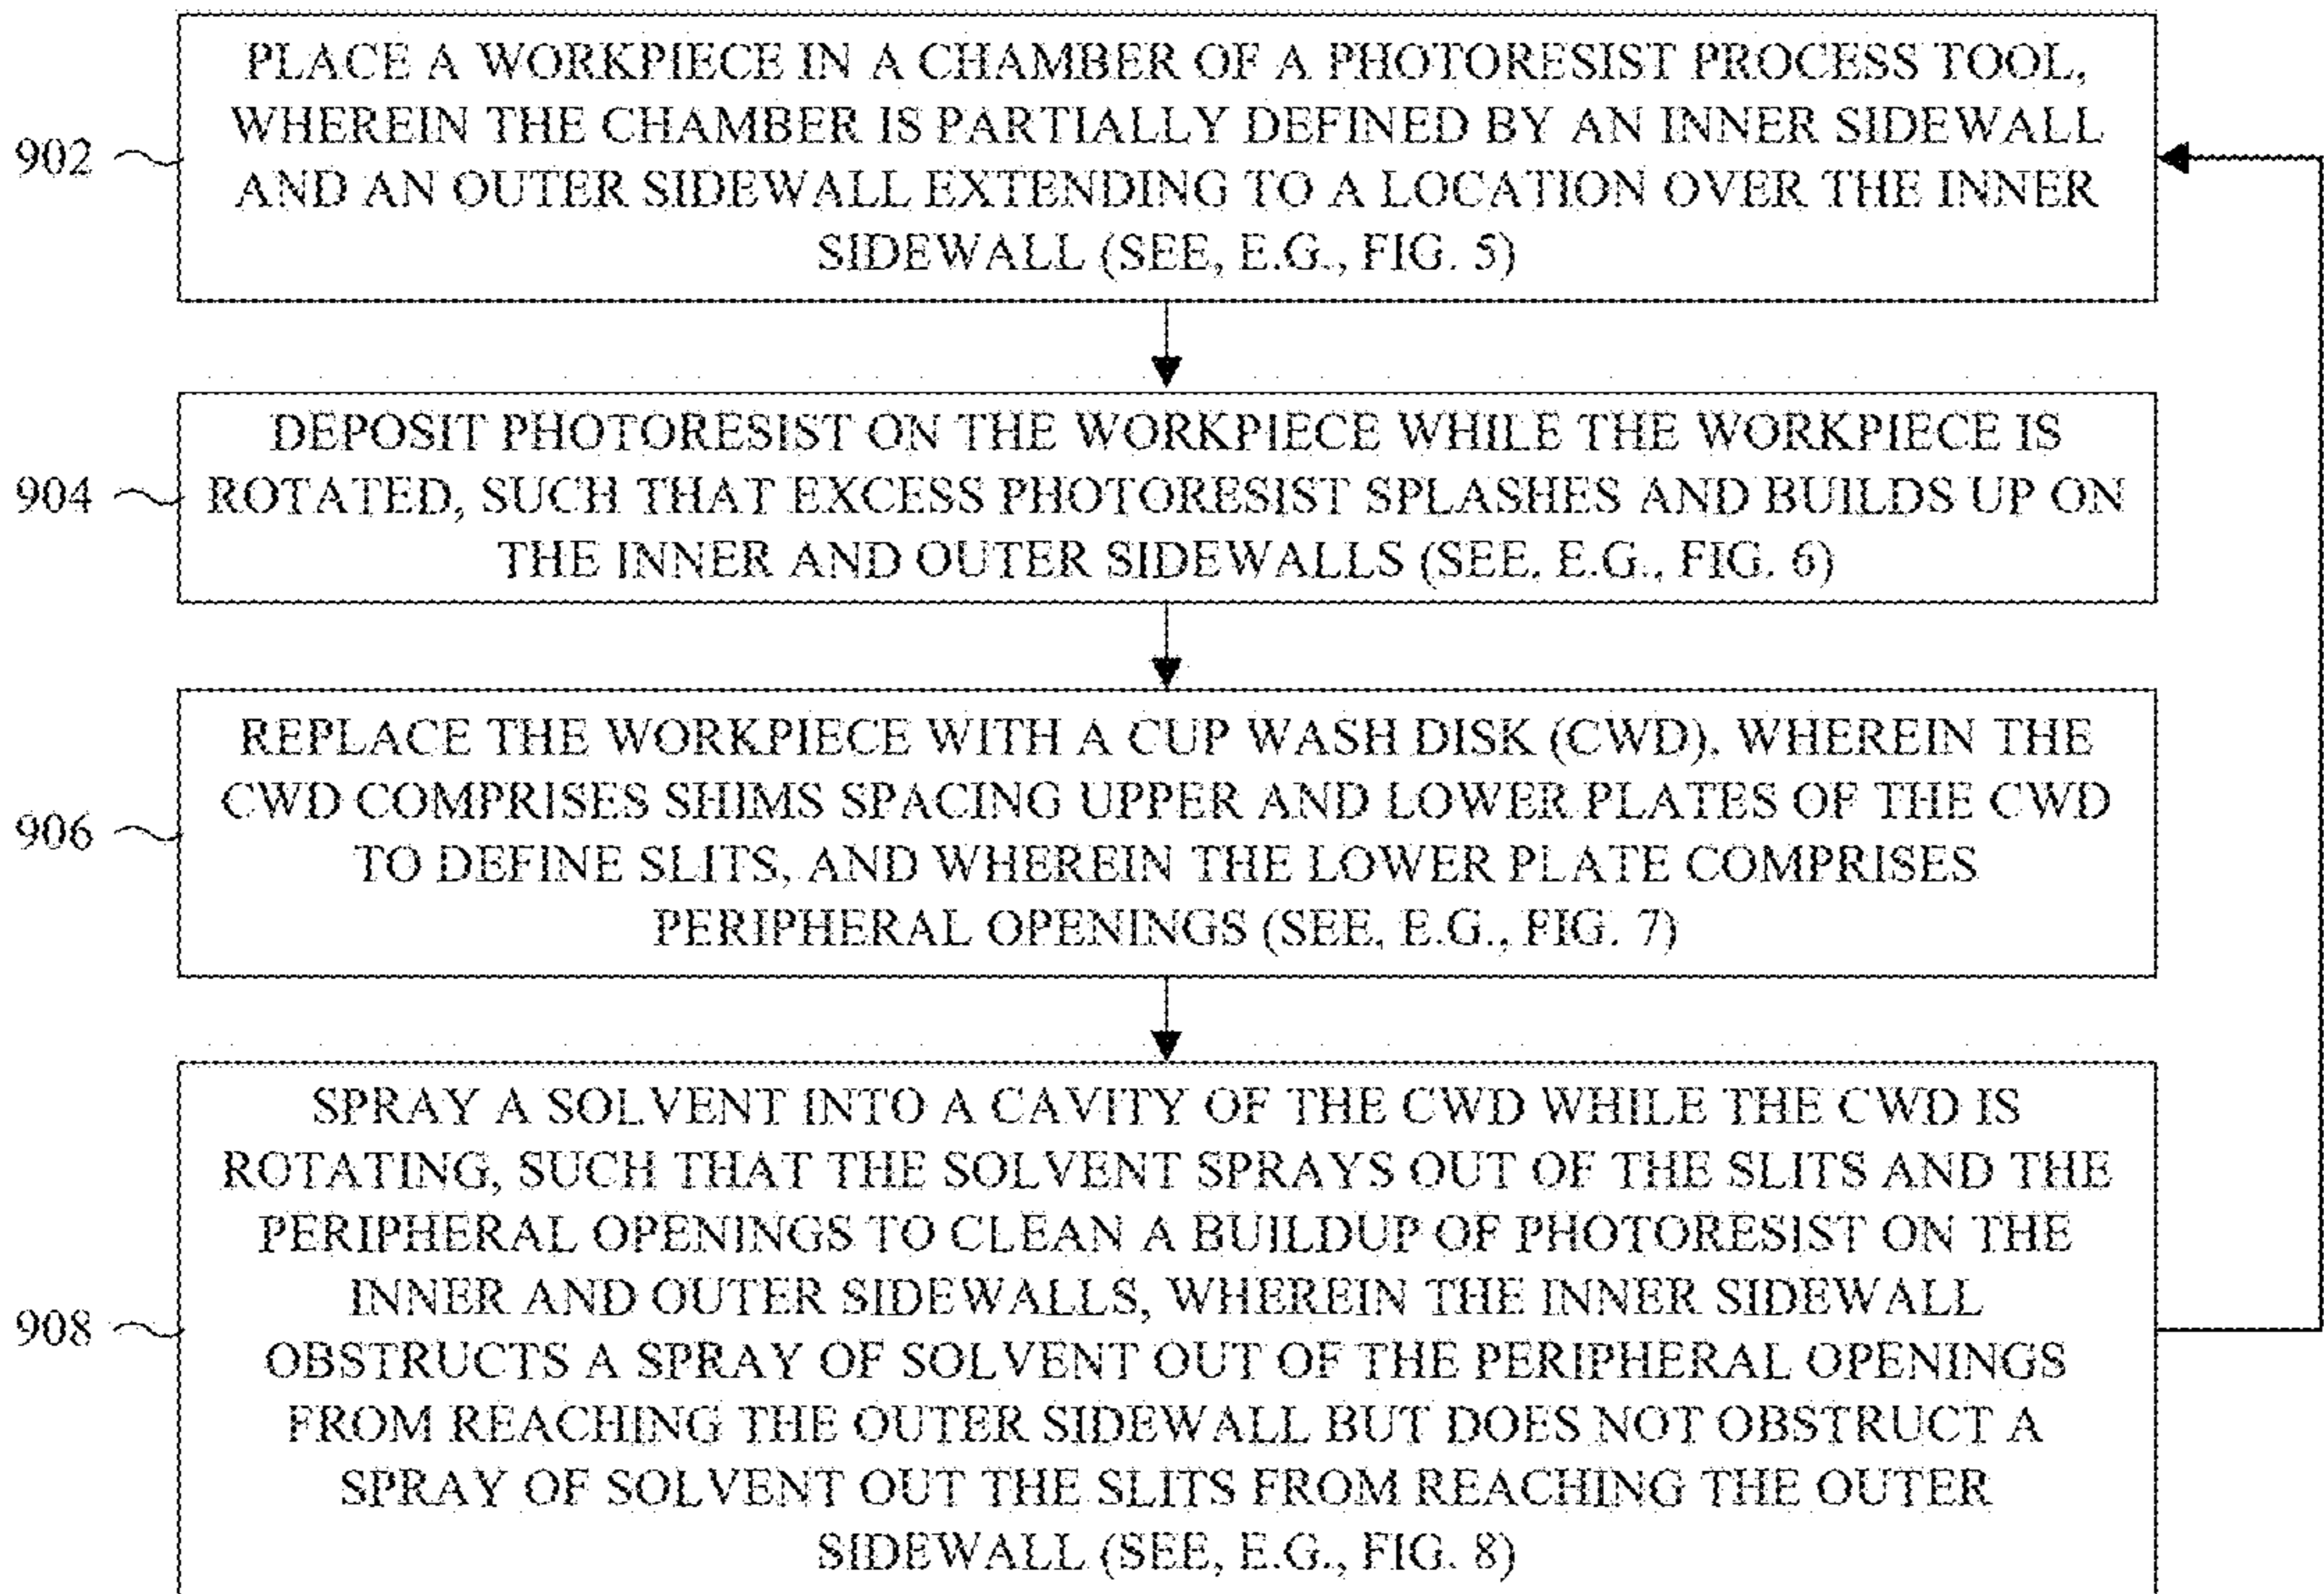 PLACE A WORKPIECE IN A CHAMBER OF A PHOTORESIST PROCESS TOOL,
WHEREIN THE CHAMBER IS PARTIALLY DEFINED BY AN INNER SIDEWALL
902
AND AN OUTER SIDEWALL EXTENDING TO A LOCATION OVER THE INNER
SIDEWALL (SEE, E.G., FIG. 5)
DEPOSIT PHOTORESIST ON THE WORKPIECE WHILE THE WORKPIECE IS
904
ROTATED, SUCH THAT EXCESS PHOTORESIST SPLASHES AND BUILDS UP ON
THE INNER AND OUTER SIDEWALLS (SEE, E.G., FIG. 6)
REPLACE THE WORKPIECE WITH A CUP WASH DISK (CWD), WHEREIN THE
CWD COMPRISES SHIMS SPACING UPPER AND LOWER PLATES OF THE CWD
906
TO DEFINE SLITS, AND WHEREIN THE LOWER PLATE COMPRISES
PERIPHERAL OPENINGS (SEE, E.G., FIG. 7)
SPRAY A SOLVENT INTO A CAVITY OF THE CWD WHILE THE CWD IS
ROTATING, SUCH THAT THE SOLVENT SPRAYS OUT OF THE SLITS AND THE
PERIPHERAL OPENINGS TO CLEAN A BUILDUP OF PHOTORESIST ON THE
INNER AND OUTER SIDEWALLS, WHEREIN THE INNER SIDEWALL
908
OBSTRUCTS A SPRAY OF SOLVENT OUT OF THE PERIPHERAL OPENINGS
FROM REACHING THE OUTER SIDEWALL BUT DOES NOT OBSTRUCT A
SPRAY OF SOLVENT OUT THE SLITS FROM REACHING THE OUTER
SIDEWALL (SEE, E.G., FIG. 8)